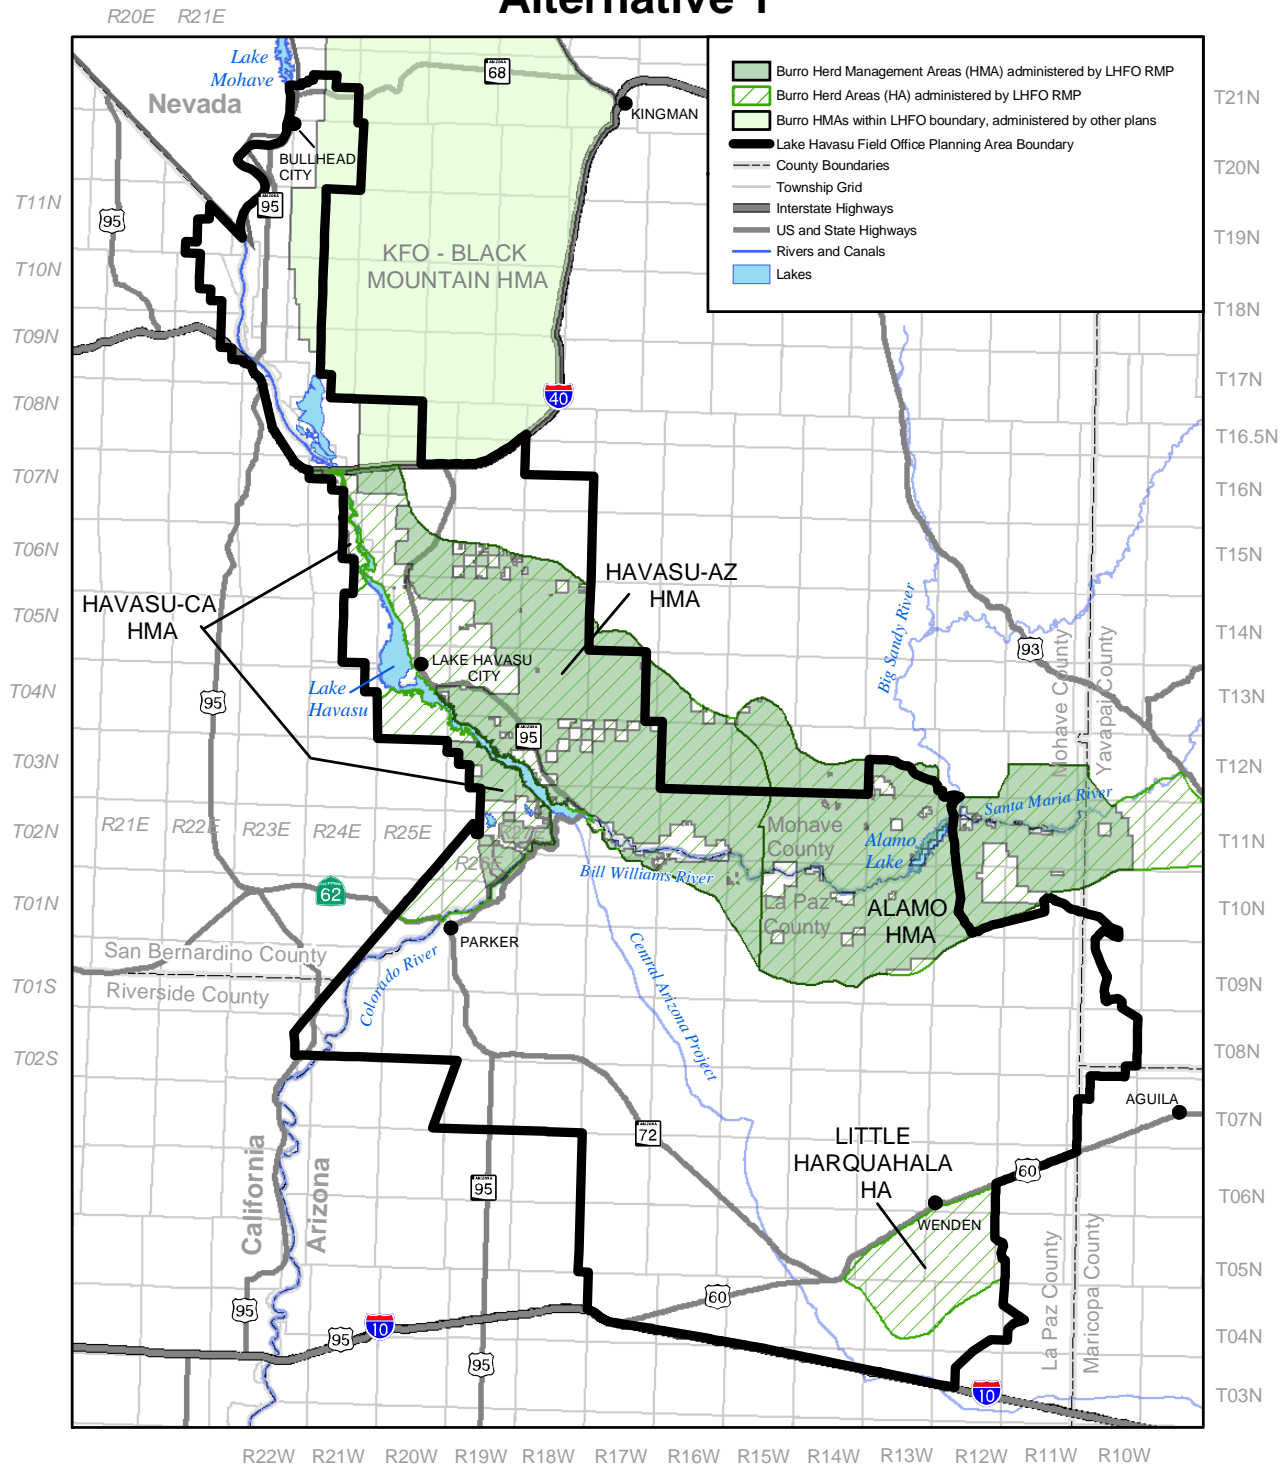 Alternative 1
R20E R21E
Lake
Mohave
Nevada
ARIZONA
68
KINGMAN
BULLHEAD
CITY
ARIZONA
95
95
KFO - BLACK
MOUNTAIN HMA
40
Burro Herd Management Areas (HMA) administered by LHFO RMP
Burro Herd Areas (HA) administered by LHFO RMP
Burro HMAs within LHFO boundary, administered by other plans
Lake Havasu Field Office Planning Area Boundary
County Boundaries
Township Grid
Interstate Highways
US and State Highways
Rivers and Canals
Lakes
T11N
T10N
T09N
T08N
T07N
T06N
T05N
T04N
T03N
T02N
T01N
T01S
T02S
T21N
T20N
T19N
T18N
T17N
T16.5N
T16N
T15N
T14N
T13N
T12N
T11N
T10N
T09N
T08N
T07N
T06N
T05N
T04N
T03N
HAVASU-CA
HMA
HAVASU-AZ
HMA
LAKE HAVASU
CITY
Lake
Havasu
95
ARIZONA
95
Big Sandy River
93
Mohave County
Yavapai County
Santa Maria River
Mohave
County
Alamo
Lake
La Paz
County
ALAMO
HMA
Bill Williams River
R21E R22E R23E R24E R25E
R26E
R27E
62
PARKER
San Bernardino County
Riverside County
Colorado River
Central Arizona Project
California
Arizona
ARIZONA
72
ARIZONA
95
AGUILA
LITTLE
HARQUAHALA
HA
60
WENDEN
60
La Paz County
Maricopa County
95
95
10
95
10
R22W R21W R20W R19W R18W R17W R16W R15W R14W R13W R12W R11W R10W